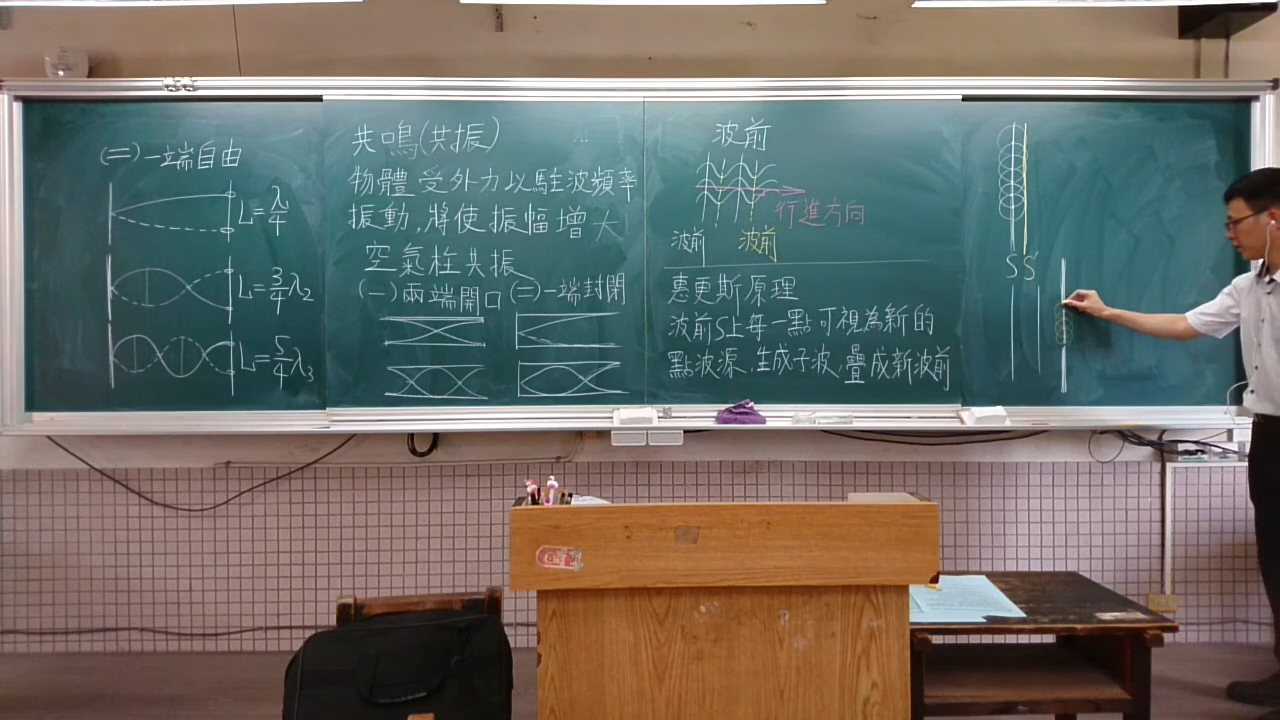 (二)一端自由
L=λ/4
L=3/4 λ₂
L=5/4 λ₃
共鳴(共振)
物體受外力以駐波頻率
振動,將使振幅增大
空氣柱共振
(一)兩端開口 (二)一端封閉
波前
行進方向
波前 波前
惠更斯原理
波前S上每一點可視為新的
點波源,生成子波,疊成新波前
S S'